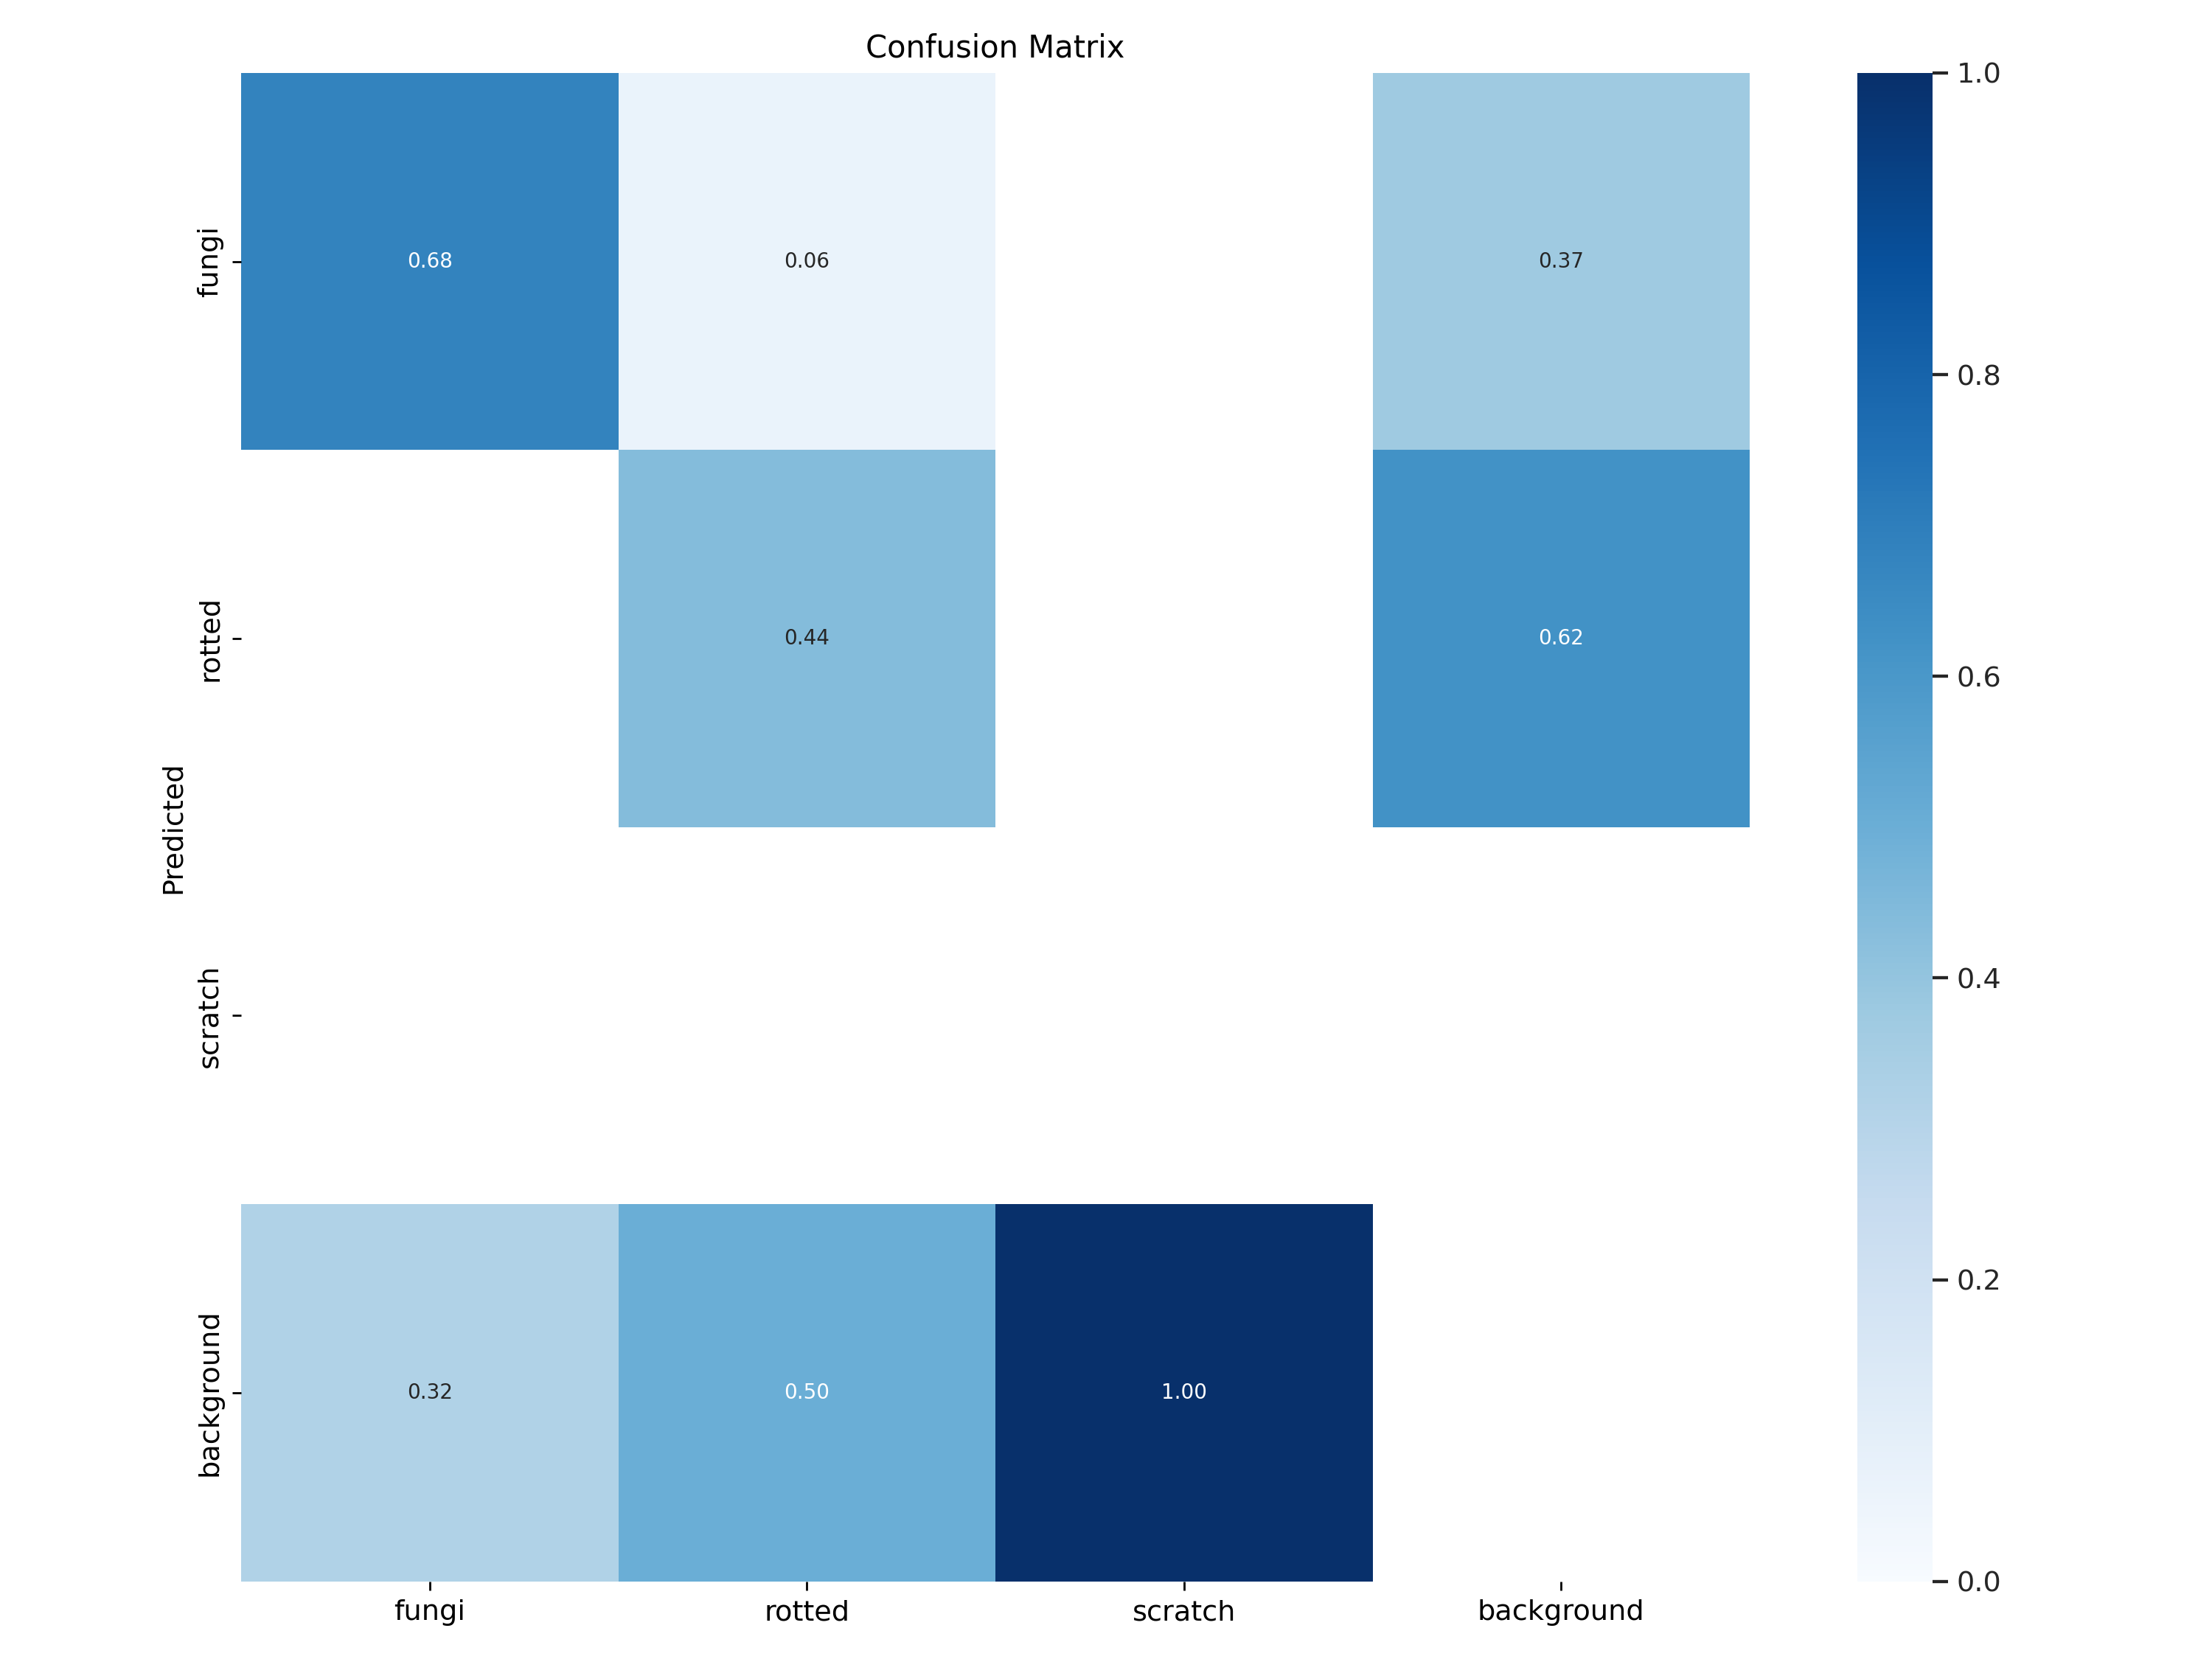 Confusion Matrix
fungi
rotted
scratch
background
Predicted
0.68
0.06
0.37
0.44
0.62
0.32
0.50
1.00
fungi
rotted
scratch
background
1.0
0.8
0.6
0.4
0.2
0.0